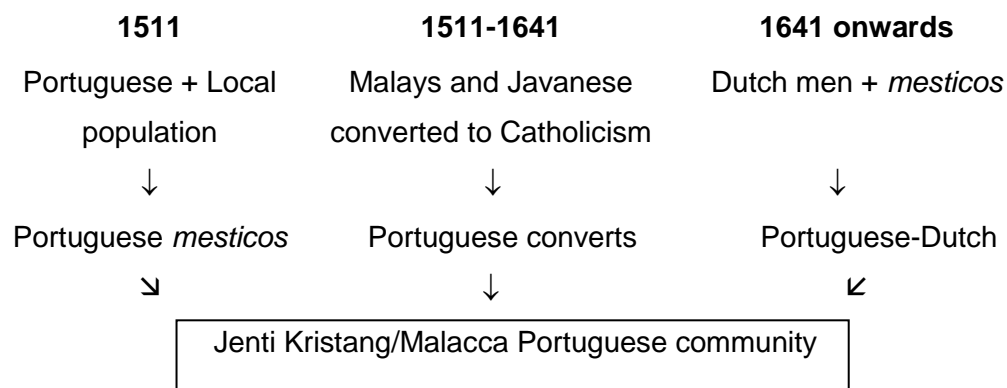 1511 1511-1641 1641 onwards
Portuguese + Local Malays and Javanese Dutch men + mesticos
population converted to Catholicism
↓ ↓ ↓
Portuguese mesticos Portuguese converts Portuguese-Dutch
↘ ↓ ↙
Jenti Kristang/Malacca Portuguese community